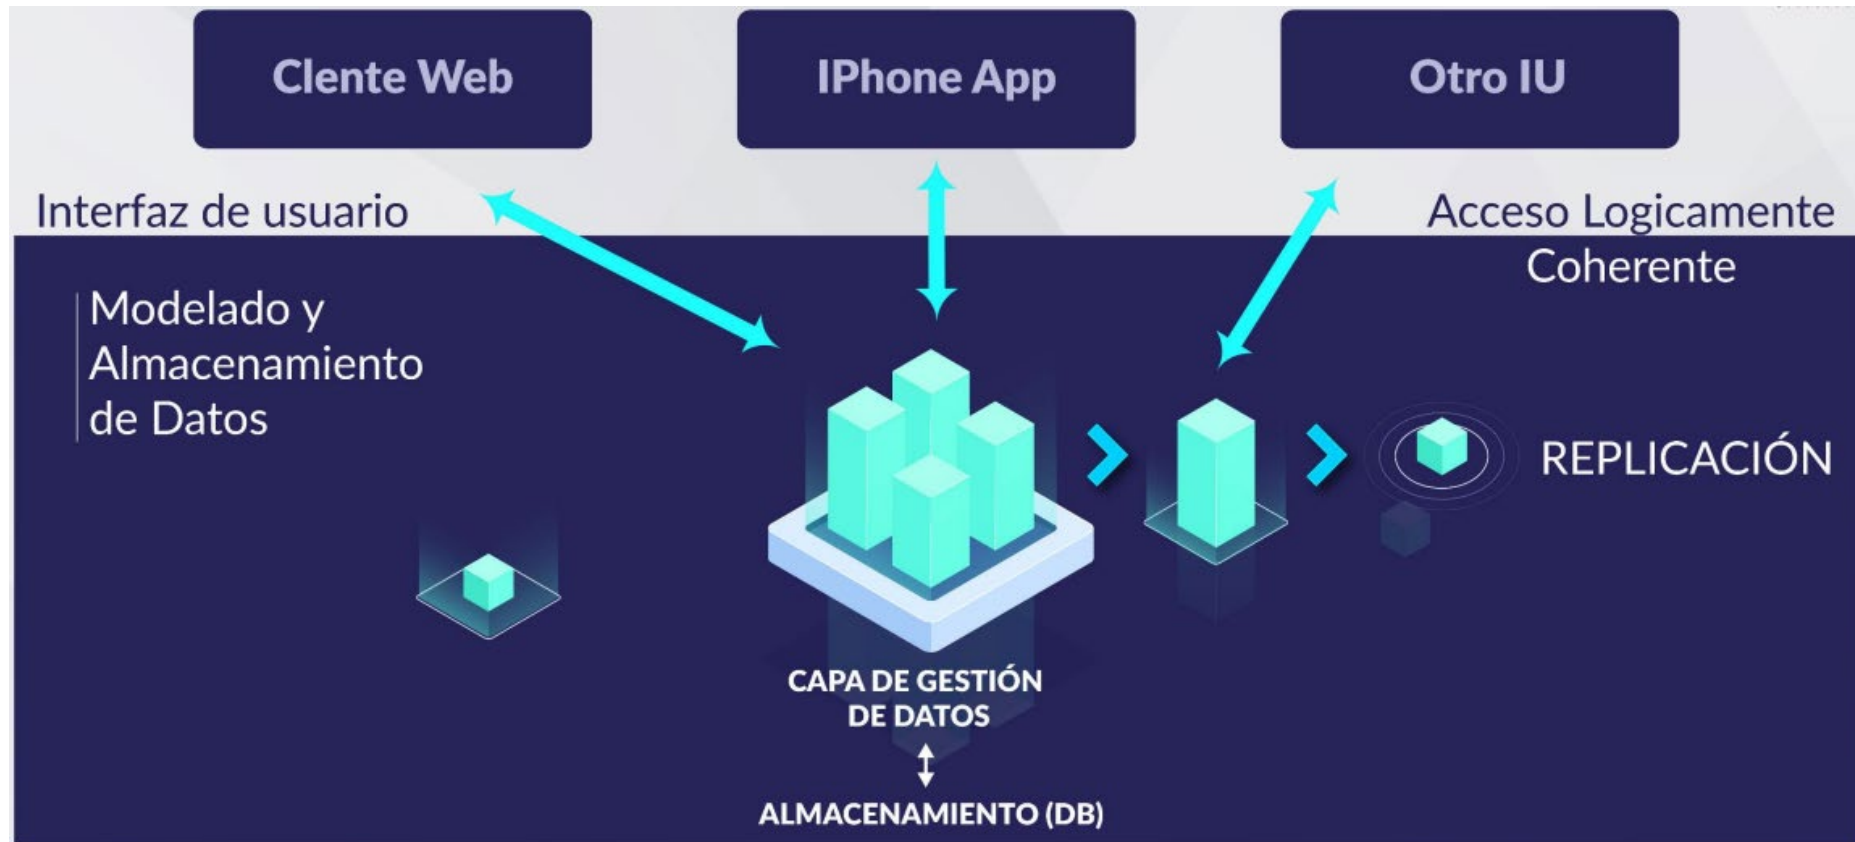 Clente Web
IPhone App
Otro IU
Interfaz de usuario
Acceso Logicamente
Coherente
Modelado y
Almacenamiento
de Datos
REPLICACIÓN
CAPA DE GESTIÓN
DE DATOS
ALMACENAMIENTO (DB)